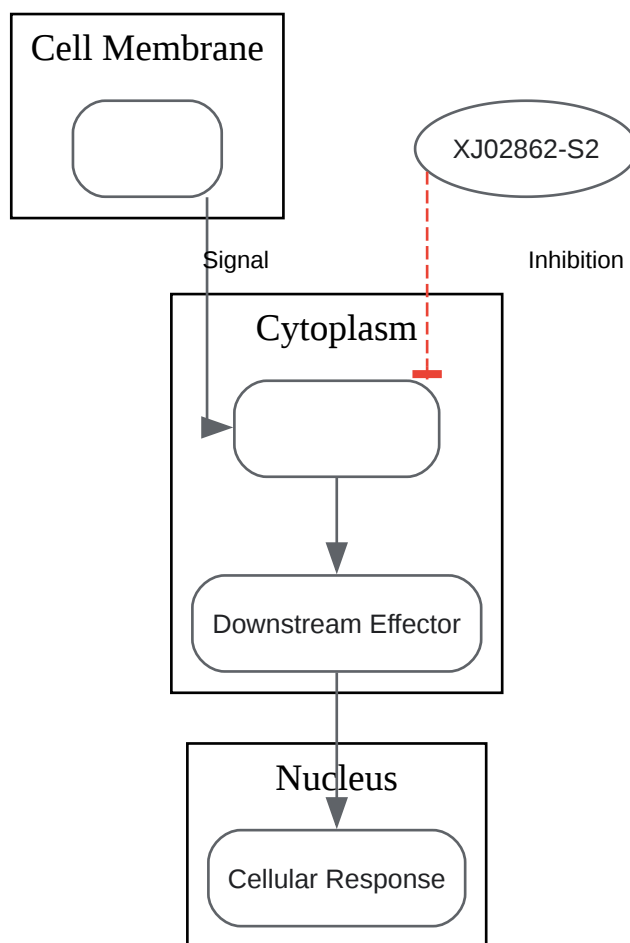 Cell Membrane
XJ02862-S2
Signal
Inhibition
Cytoplasm
Downstream Effector
Nucleus
Cellular Response